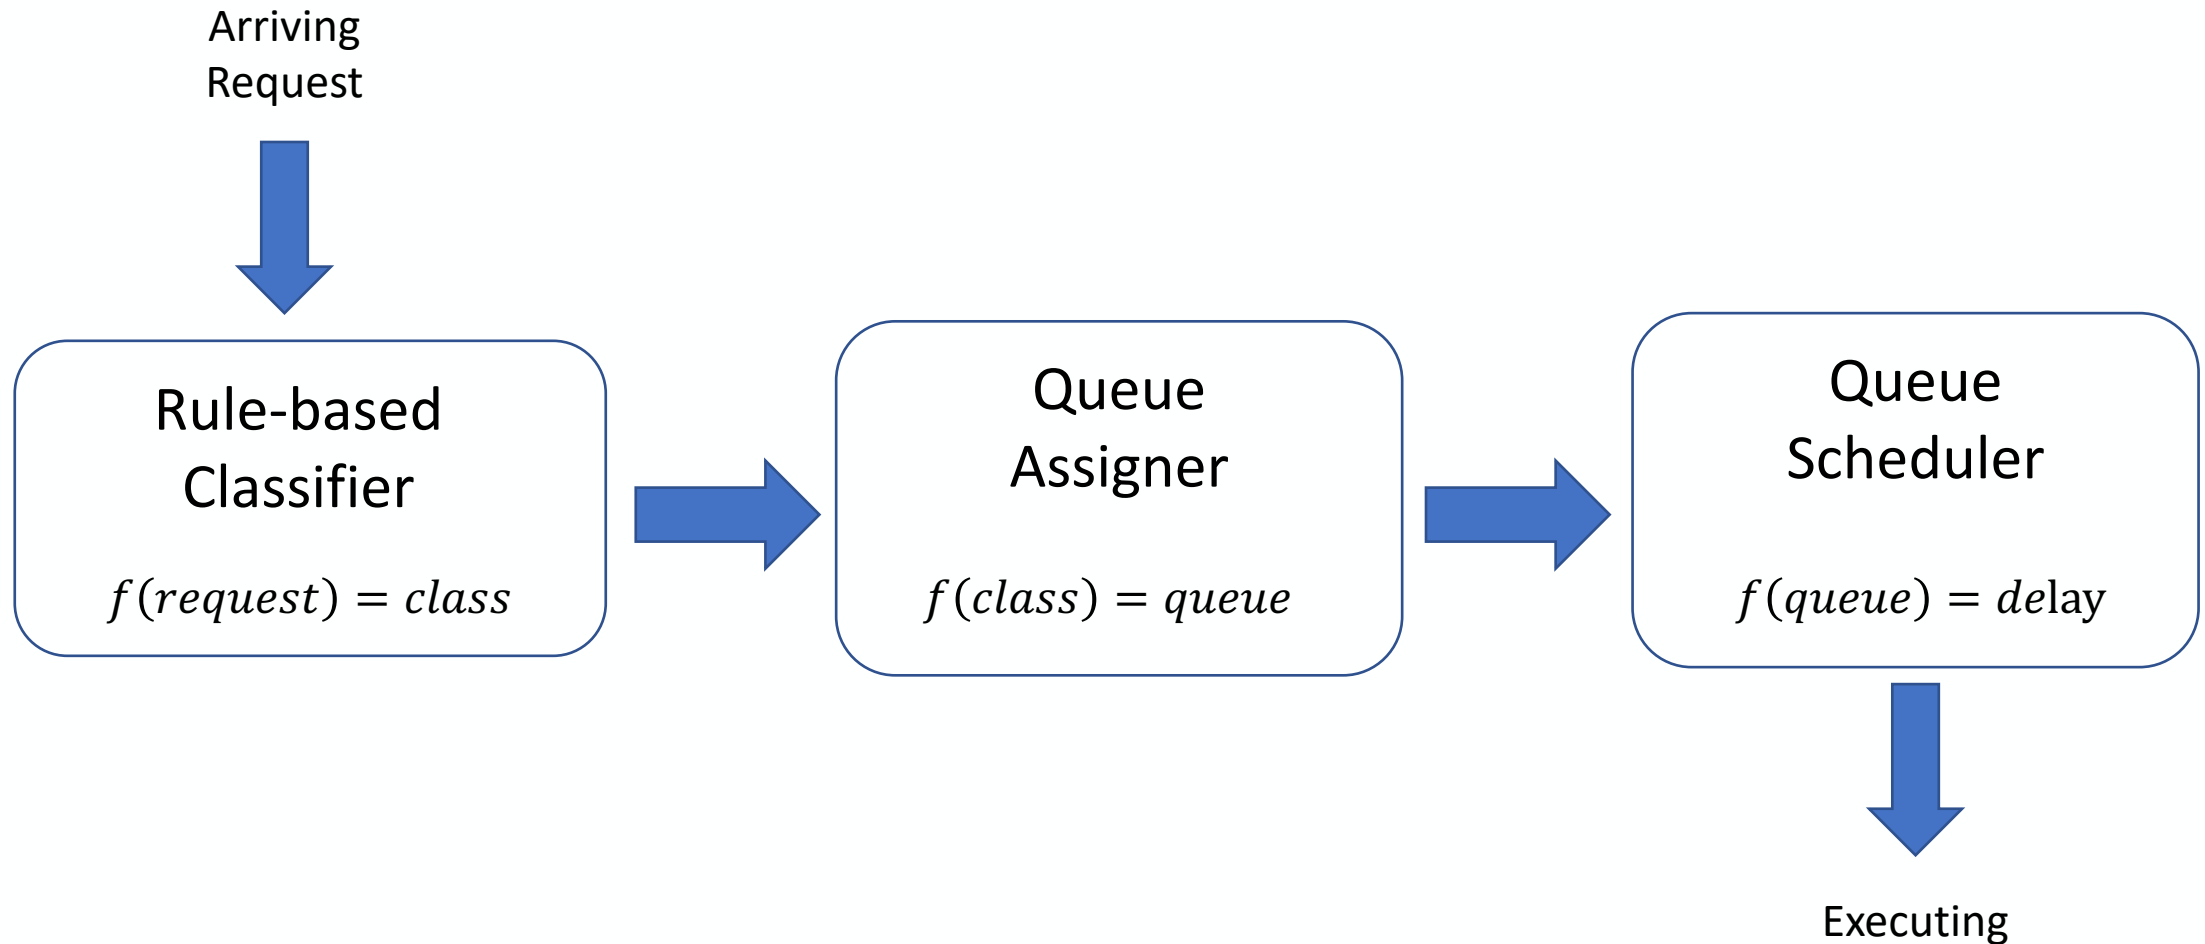 Arriving
Request
Rule-based
Classifier
f(request) = class
Queue
Assigner
f(class) = queue
Queue
Scheduler
f(queue) = delay
Executing